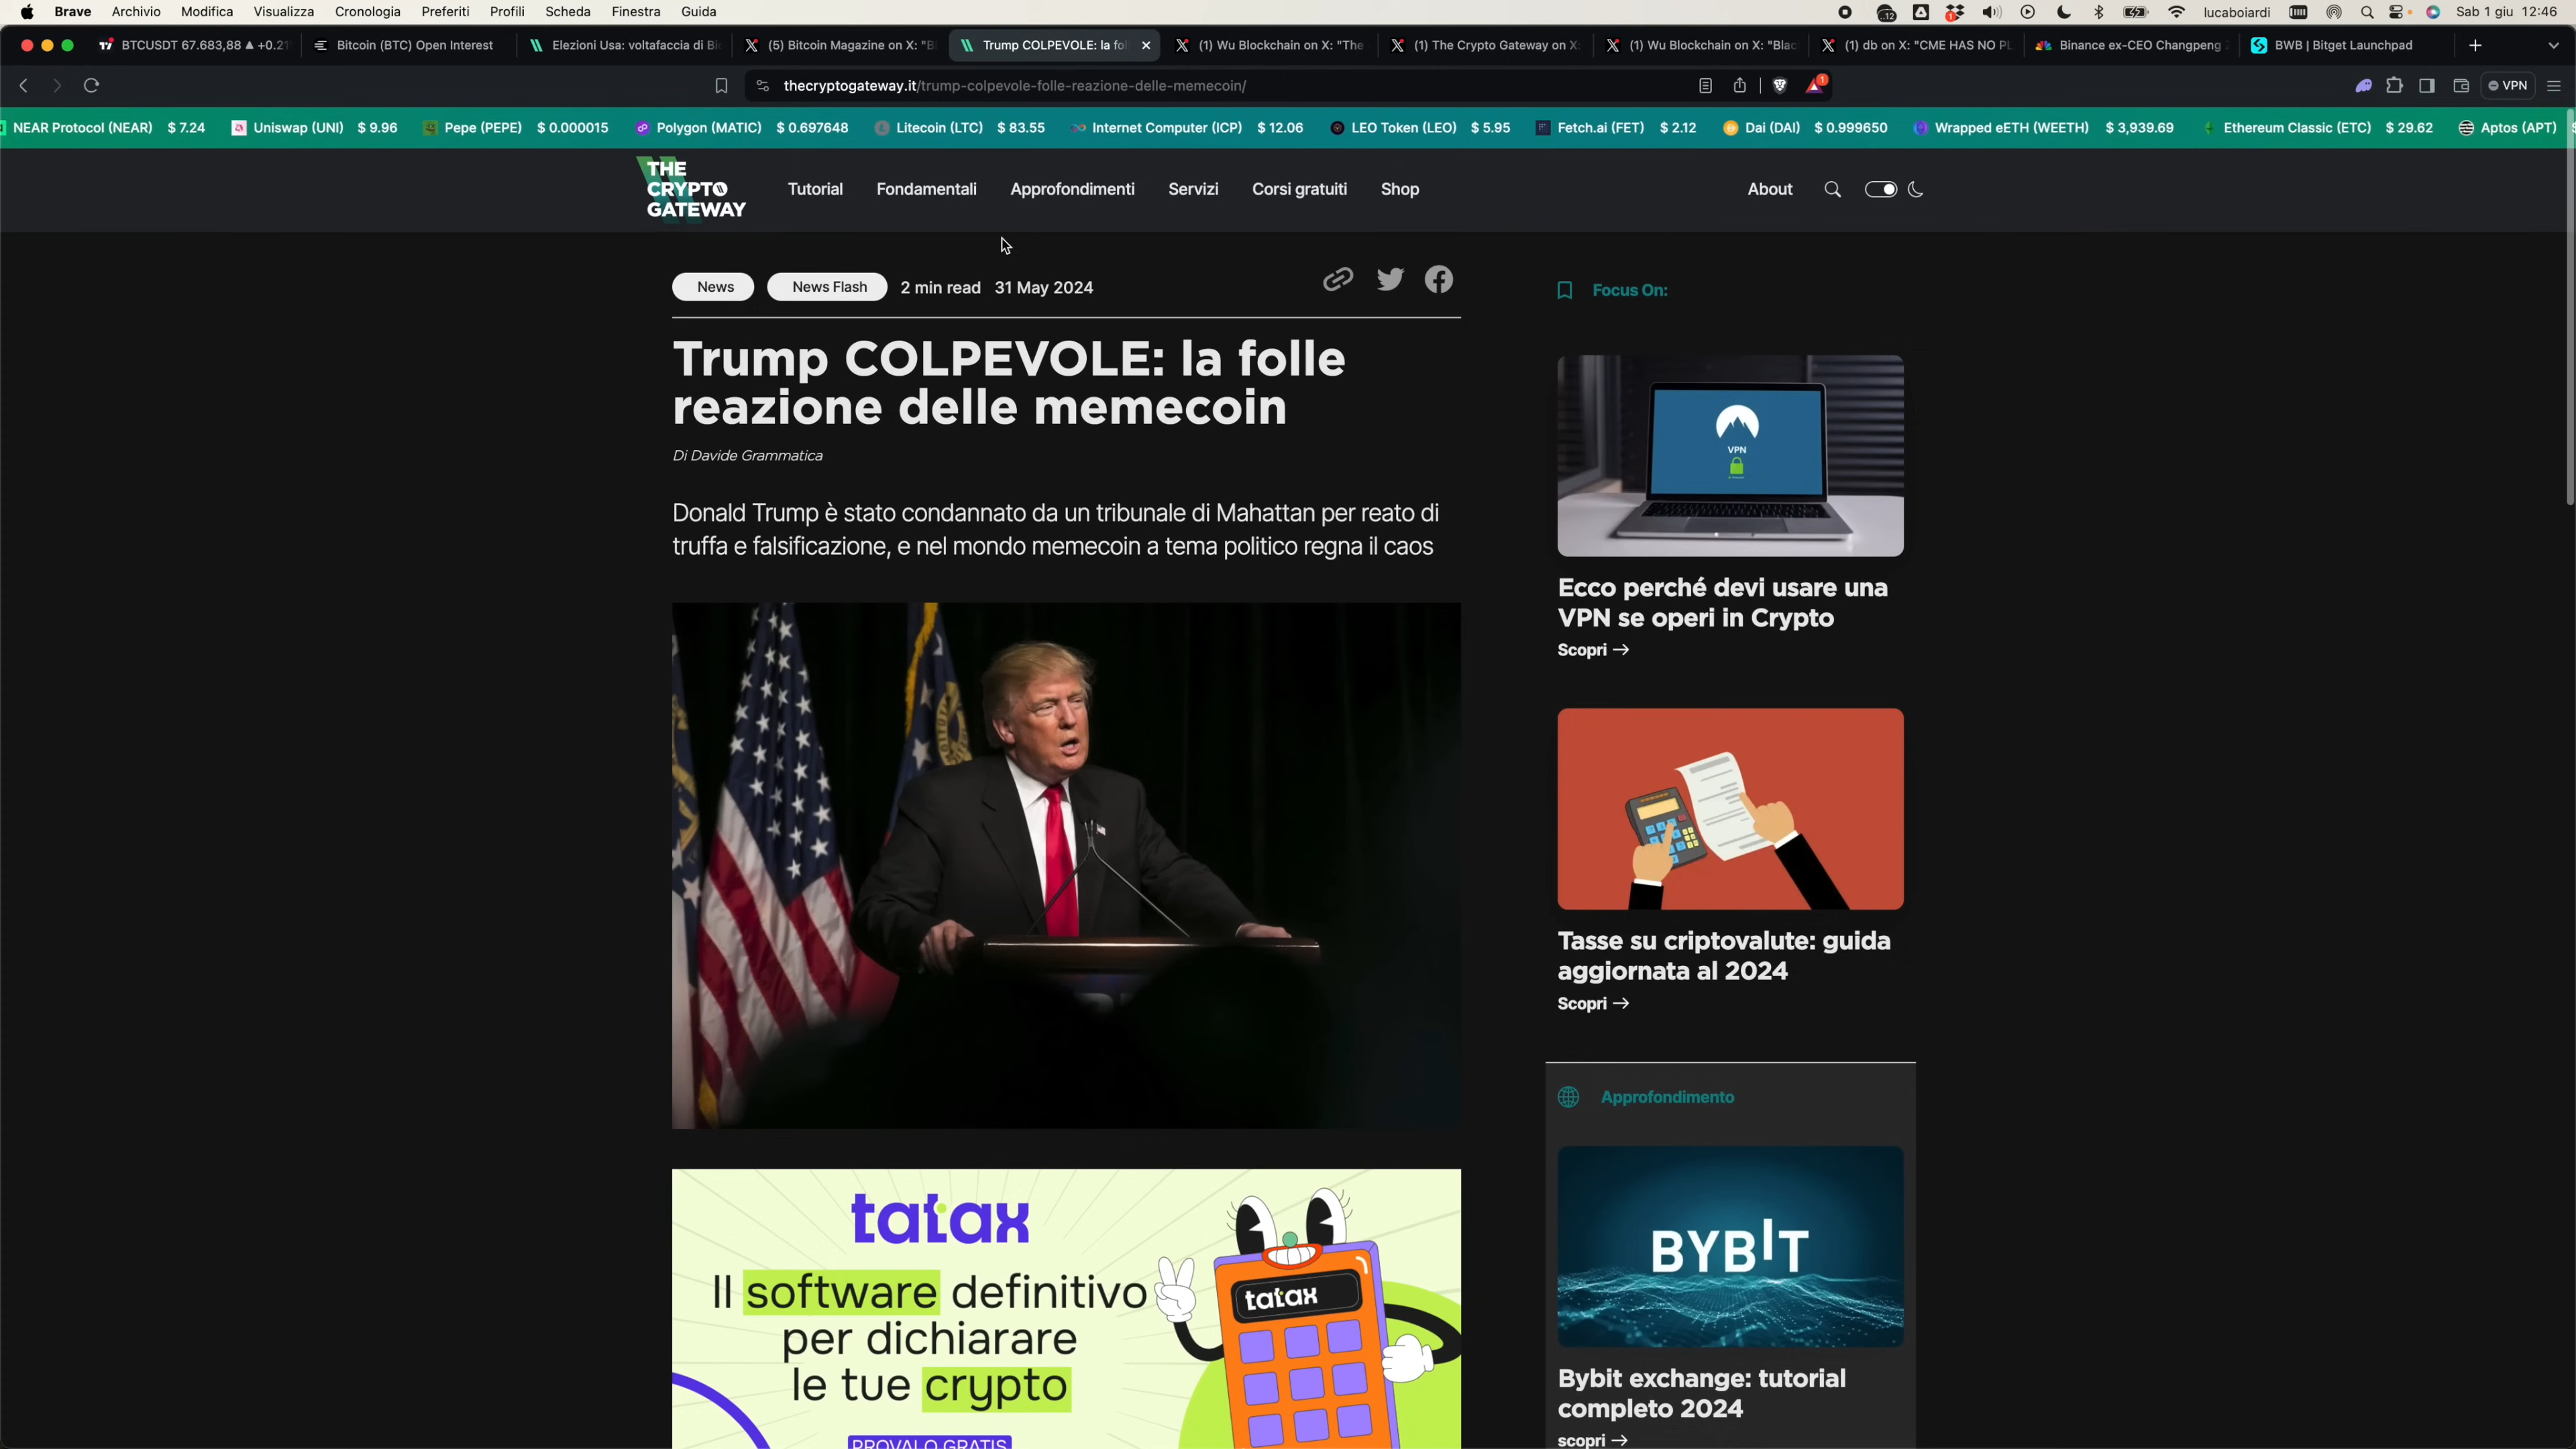 Brave Archivio Modifica Visualizza Cronologia Preferiti Profili Scheda Finestra Guida
12 1 lucaboiardi Sab 1 giu 12:46
BTCUSDT 67.683,88 ▲ +0.21
Bitcoin (BTC) Open Interest
Elezioni Usa: voltafaccia di Bi
(5) Bitcoin Magazine on X: "B
Trump COLPEVOLE: la fol
(1) Wu Blockchain on X: "The
(1) The Crypto Gateway on X:
(1) Wu Blockchain on X: "Blac
(1) db on X: "CME HAS NO PL
Binance ex-CEO Changpeng Z
BWB | Bitget Launchpad
thecryptogateway.it/trump-colpevole-folle-reazione-delle-memecoin/
1
VPN
NEAR Protocol (NEAR) $ 7.24 Uniswap (UNI) $ 9.96 Pepe (PEPE) $ 0.000015 Polygon (MATIC) $ 0.697648 Litecoin (LTC) $ 83.55 Internet Computer (ICP) $ 12.06 LEO Token (LEO) $ 5.95 Fetch.ai (FET) $ 2.12 Dai (DAI) $ 0.999650 Wrapped eETH (WEETH) $ 3,939.69 Ethereum Classic (ETC) $ 29.62 Aptos (APT)
THE
CRYPTO
GATEWAY
Tutorial Fondamentali Approfondimenti Servizi Corsi gratuiti Shop About
News News Flash 2 min read 31 May 2024
Trump COLPEVOLE: la folle
reazione delle memecoin
Di Davide Grammatica
Donald Trump è stato condannato da un tribunale di Mahattan per reato di
truffa e falsificazione, e nel mondo memecoin a tema politico regna il caos
tatax
Il software definitivo
per dichiarare
le tue crypto
PROVALO GRATIS
tatax
Focus On:
VPN
Ecco perché devi usare una
VPN se operi in Crypto
Scopri →
Tasse su criptovalute: guida
aggiornata al 2024
Scopri →
Approfondimento
BYBIT
Bybit exchange: tutorial
completo 2024
scopri →